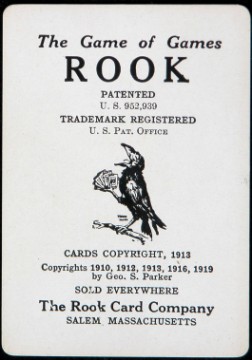 The Game of Games
ROOK
PATENTED
U. S. 952,939
TRADEMARK REGISTERED
U. S. PAT. OFFICE
CARDS COPYRIGHT, 1913
Copyrights 1910, 1912, 1913, 1916, 1919
by Geo. S. Parker
SOLD EVERYWHERE
The Rook Card Company
SALEM MASSACHUSETTS